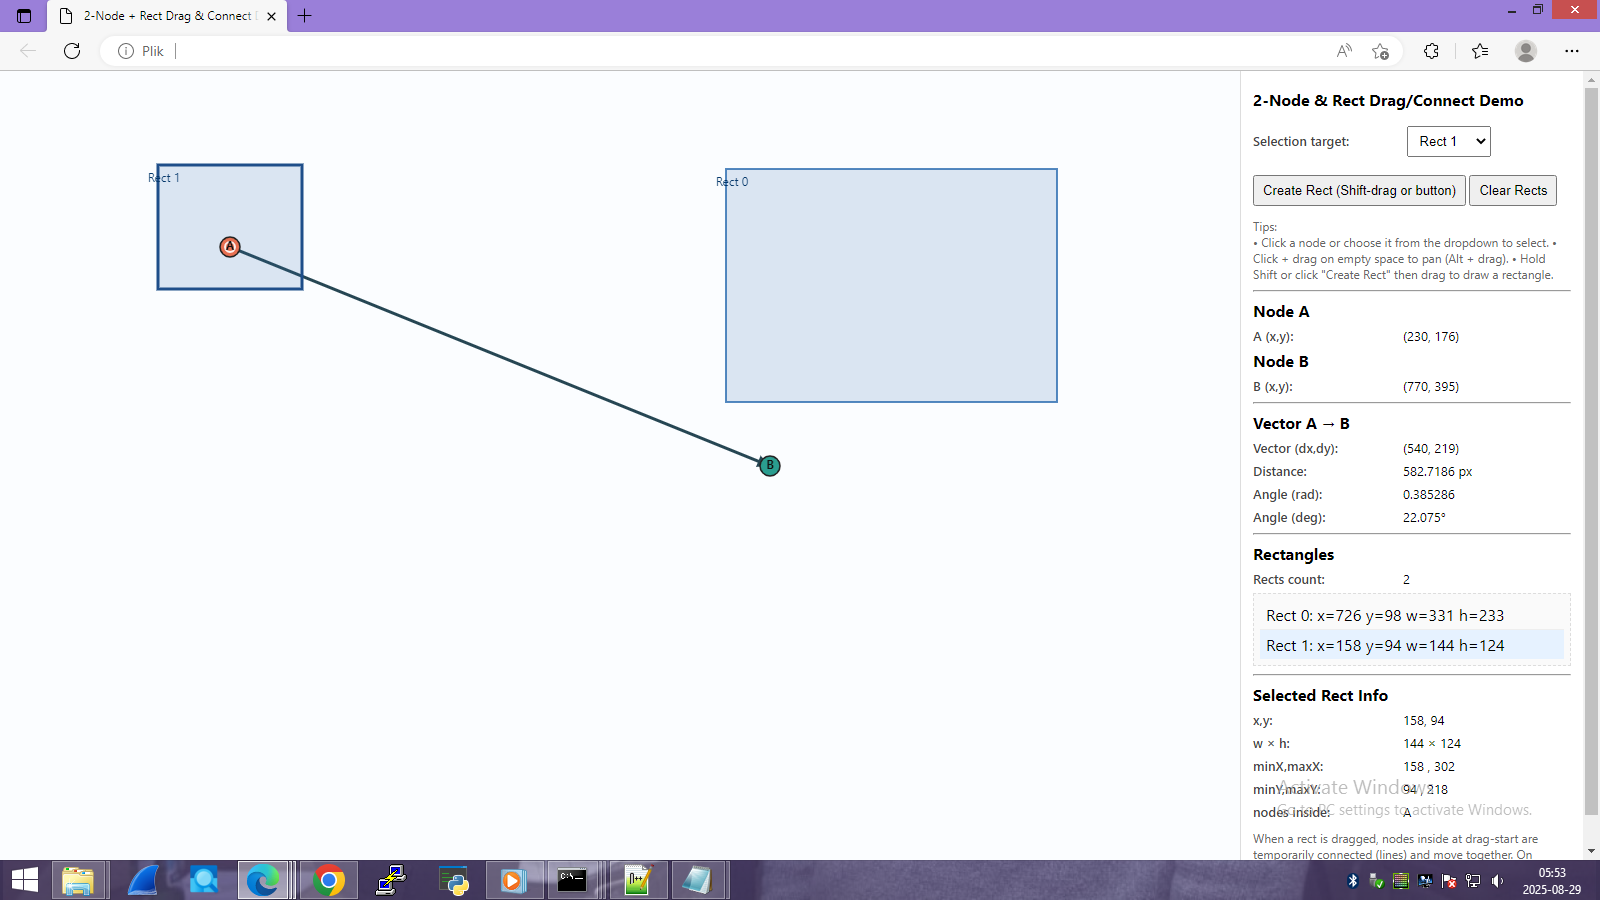 2-Node + Rect Drag & Connect
Plik
Rect 1
Rect 0
A
B
2-Node & Rect Drag/Connect Demo
Selection target:
Rect 1
Create Rect (Shift-drag or button)
Clear Rects
Tips:
• Click a node or choose it from the dropdown to select. •
Click + drag on empty space to pan (Alt + drag). • Hold
Shift or click "Create Rect" then drag to draw a rectangle.
Node A
A (x,y): (230, 176)
Node B
B (x,y): (770, 395)
Vector A → B
Vector (dx,dy): (540, 219)
Distance: 582.7186 px
Angle (rad): 0.385286
Angle (deg): 22.075°
Rectangles
Rects count: 2
Rect 0: x=726 y=98 w=331 h=233
Rect 1: x=158 y=94 w=144 h=124
Selected Rect Info
x,y: 158, 94
w × h: 144 × 124
minX,maxX: 158 , 302
minY,maxY: 94 , 218
nodes inside: A
Activate Windows
Go to PC settings to activate Windows.
When a rect is dragged, nodes inside at drag-start are
temporarily connected (lines) and move together. On
05:53
2025-08-29